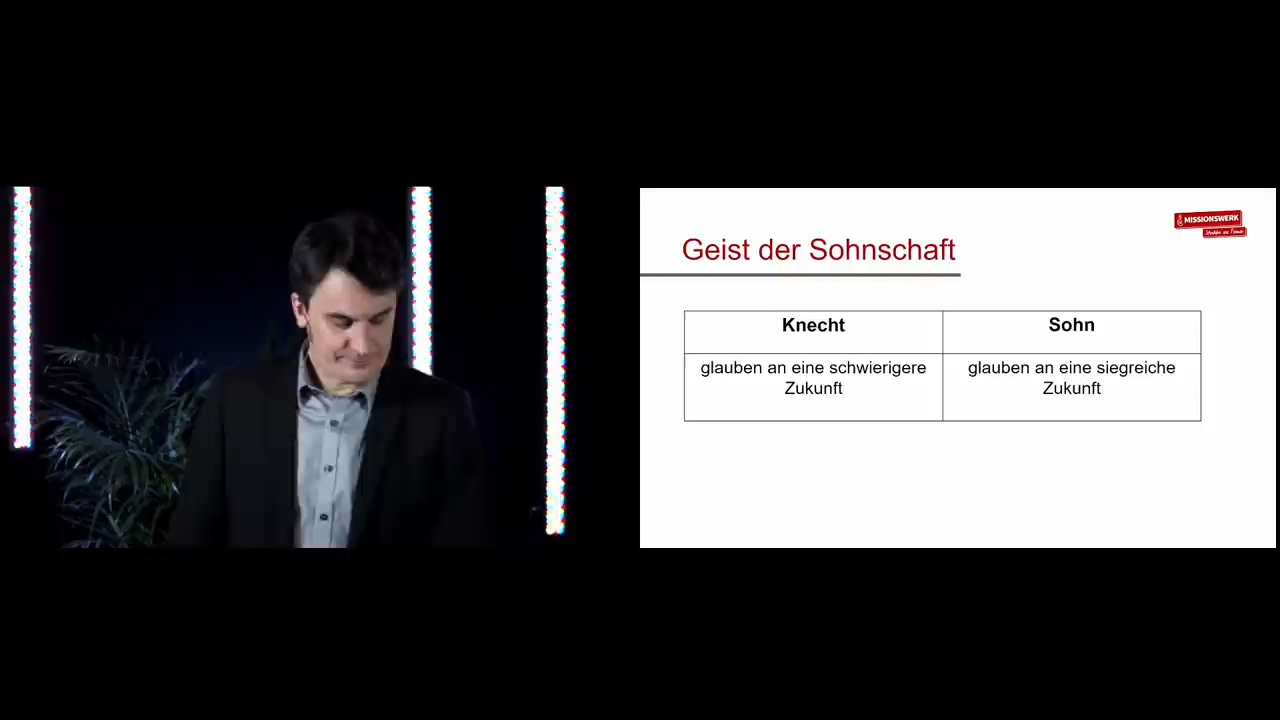 MISSIONSWERK
Geist der Sohnschaft
Knecht
Sohn
glauben an eine schwierigere
Zukunft
glauben an eine siegreiche
Zukunft